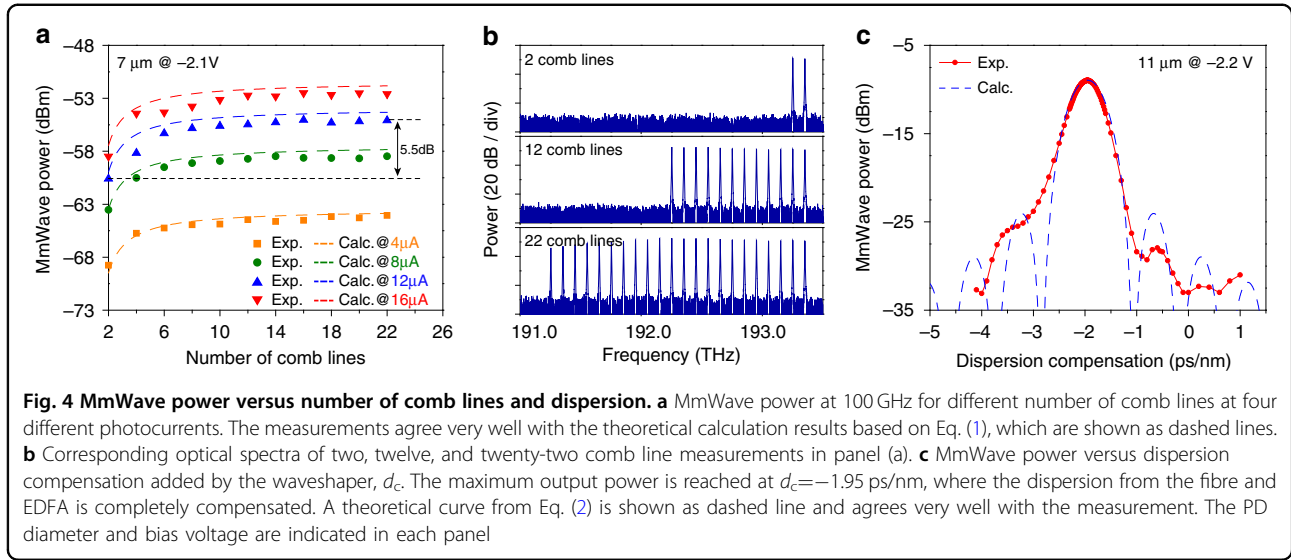 a
–48
–53
–58
–63
–68
–73
MmWave power (dBm)
7 μm @ –2.1V
5.5dB
Exp. Calc.@4μA
Exp. Calc.@8μA
Exp. Calc.@12μA
Exp. Calc.@16μA
2 6 10 14 18 22 26
Number of comb lines
b
Power (20 dB / div)
2 comb lines
12 comb lines
22 comb lines
191.0 192.0 193.0
Frequency (THz)
c
–5
–15
–25
–35
MmWave power (dBm)
Exp.
Calc.
11 μm @ –2.2 V
–5 –4 –3 –2 –1 0 1
Dispersion compensation (ps/nm)
Fig. 4 MmWave power versus number of comb lines and dispersion. a MmWave power at 100 GHz for different number of comb lines at four
different photocurrents. The measurements agree very well with the theoretical calculation results based on Eq. (1), which are shown as dashed lines.
b Corresponding optical spectra of two, twelve, and twenty-two comb line measurements in panel (a). c MmWave power versus dispersion
compensation added by the waveshaper, dc. The maximum output power is reached at dc=−1.95 ps/nm, where the dispersion from the fibre and
EDFA is completely compensated. A theoretical curve from Eq. (2) is shown as dashed line and agrees very well with the measurement. The PD
diameter and bias voltage are indicated in each panel